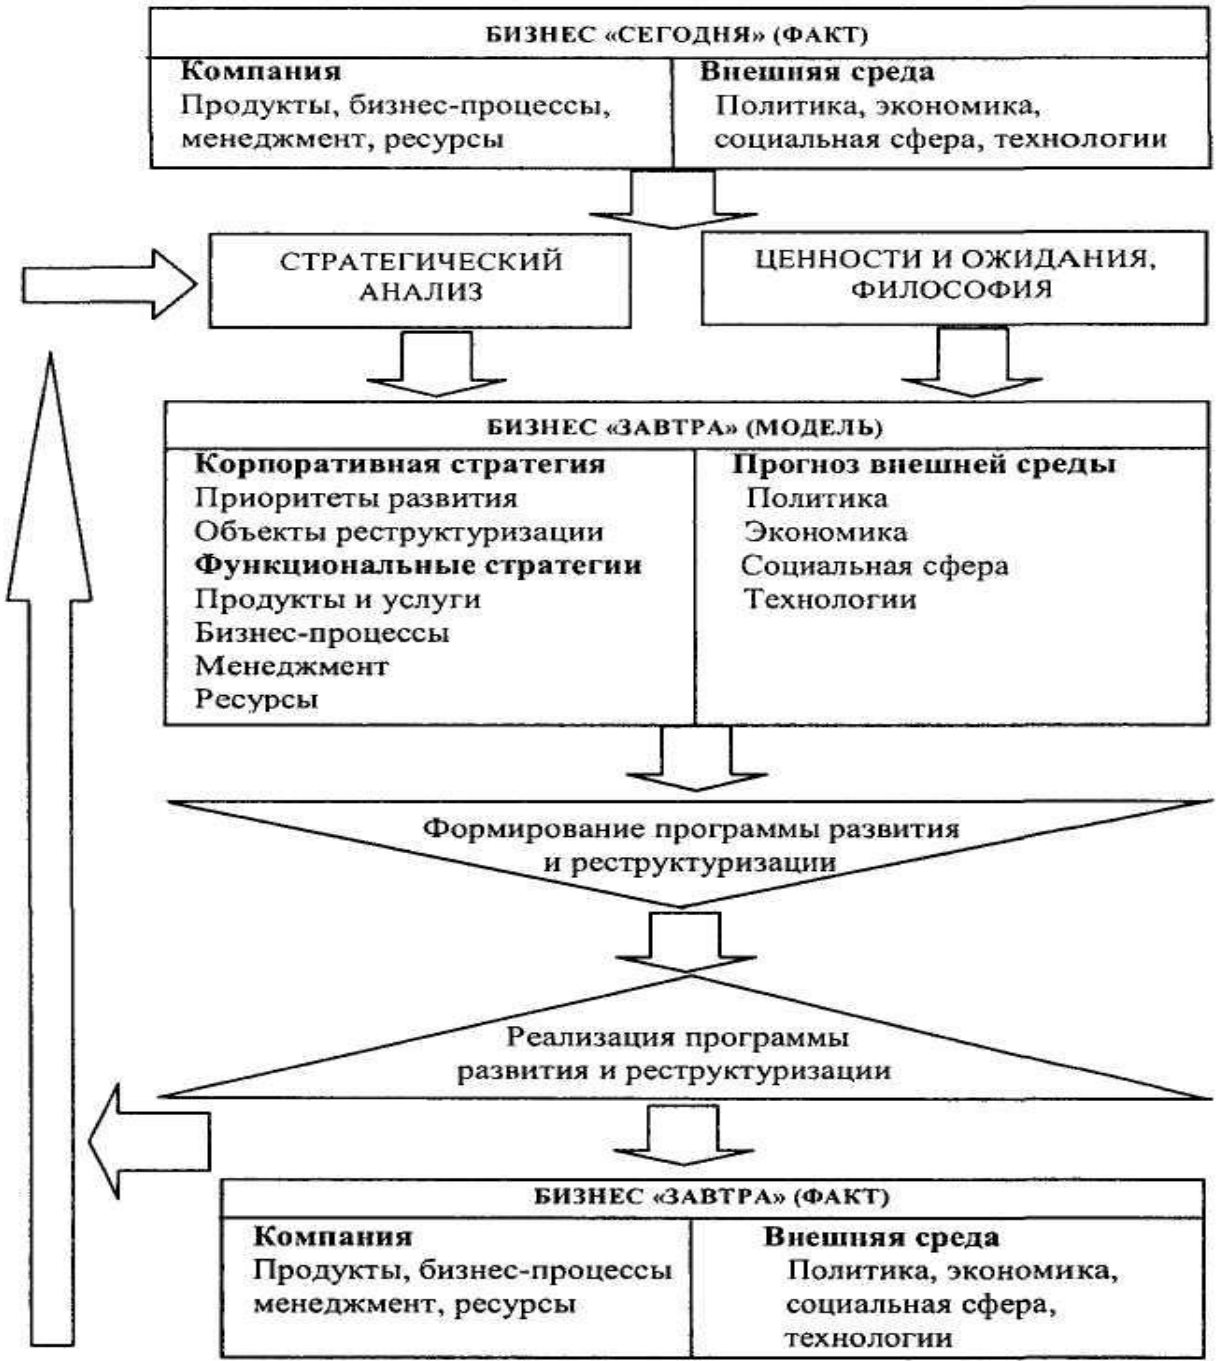 БИЗНЕС «СЕГОДНЯ» (ФАКТ)
Компания
Продукты, бизнес-процессы,
менеджмент, ресурсы
Внешняя среда
Политика, экономика,
социальная сфера, технологии
СТРАТЕГИЧЕСКИЙ
АНАЛИЗ
ЦЕННОСТИ И ОЖИДАНИЯ,
ФИЛОСОФИЯ
БИЗНЕС «ЗАВТРА» (МОДЕЛЬ)
Корпоративная стратегия
Приоритеты развития
Объекты реструктуризации
Функциональные стратегии
Продукты и услуги
Бизнес-процессы
Менеджмент
Ресурсы
Прогноз внешней среды
Политика
Экономика
Социальная сфера
Технологии
Формирование программы развития
и реструктуризации
Реализация программы
развития и реструктуризации
БИЗНЕС «ЗАВТРА» (ФАКТ)
Компания
Продукты, бизнес-процессы
менеджмент, ресурсы
Внешняя среда
Политика, экономика,
социальная сфера,
технологии